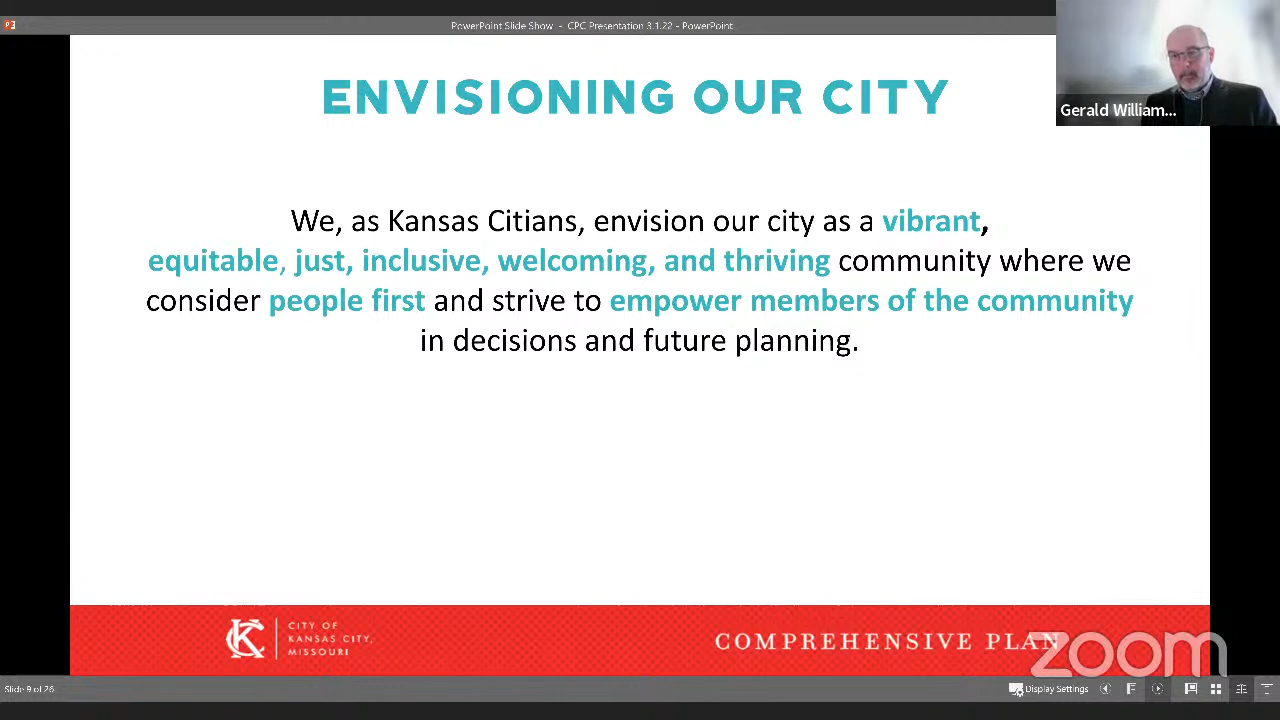 PowerPoint Slide Show - CPC Presentation 3.1.22 - PowerPoint
ENVISIONING OUR CITY
Gerald William...
We, as Kansas Citians, envision our city as a vibrant,
equitable, just, inclusive, welcoming, and thriving community where we
consider people first and strive to empower members of the community
in decisions and future planning.
KC
CITY OF
KANSAS CITY,
MISSOURI
COMPREHENSIVE PLAN
zoom
Slide 9 of 26
Display Settings